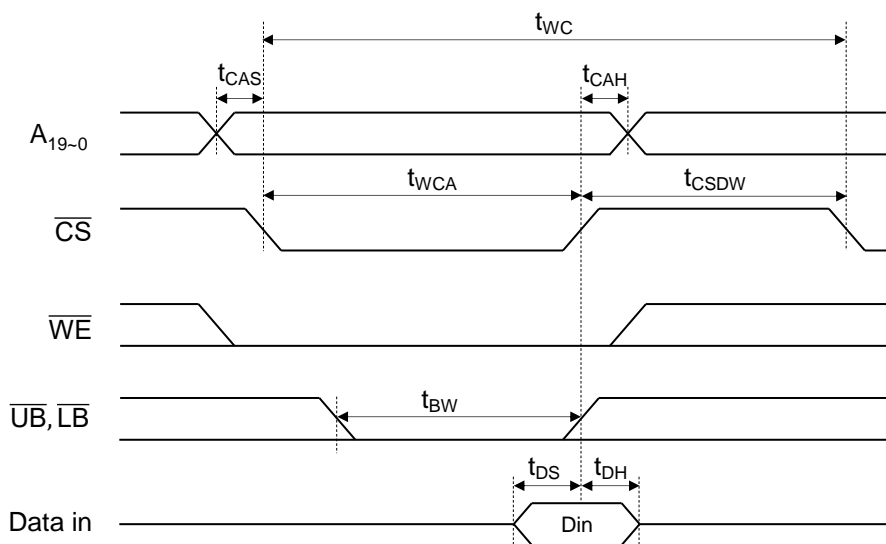 tWC
tCAS
tCAH
A19~0
tWCA
tCSDW
CS
WE
UB, LB
tBW
tDS
tDH
Data in
Din